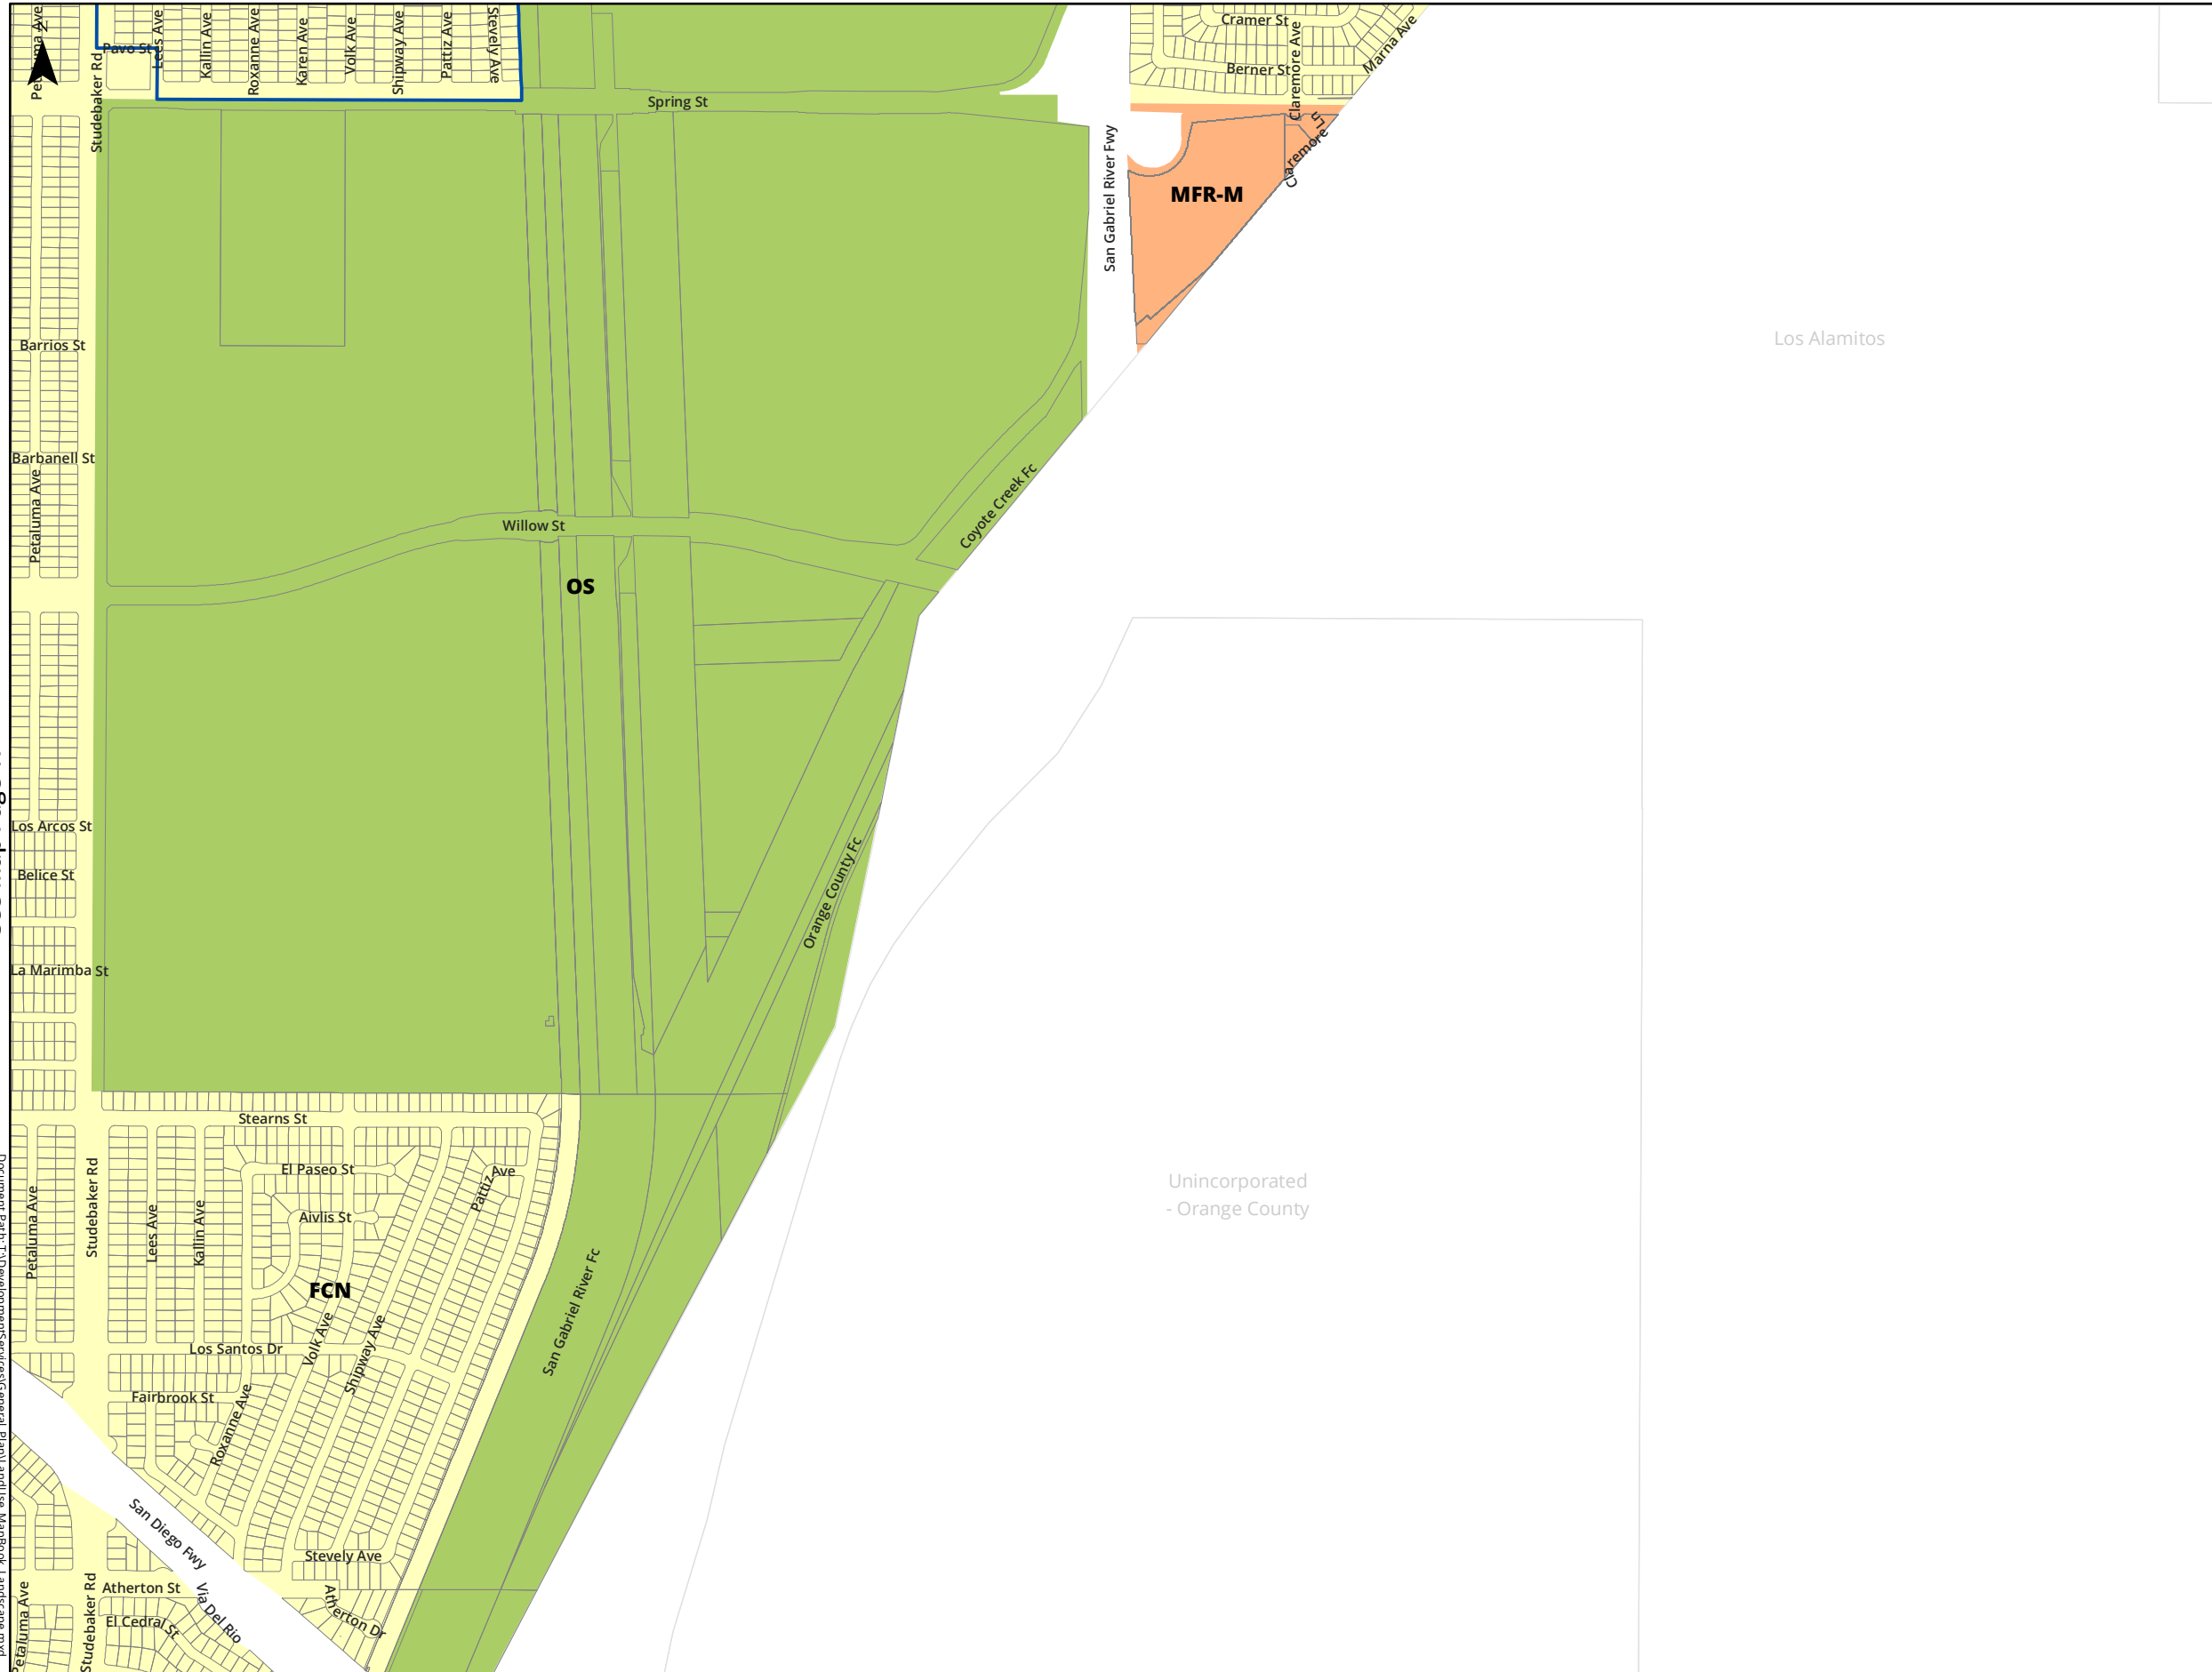 N
Petaluma Ave
Pavo St
Lees Ave
Kallin Ave
Roxanne Ave
Karen Ave
Volk Ave
Shipway Ave
Pattiz Ave
Stevely Ave
Cramer St
Claremore Ave
Marna Ave
Berner St
Spring St
Studebaker Rd
San Gabriel River Fwy
Claremore Ln
MFR-M
Los Alamitos
Barrios St
Barbanell St
Petaluma Ave
Coyote Creek Fc
Willow St
OS
Los Arcos St
Belice St
Orange County Fc
La Marimba St
Stearns St
El Paseo St
Pattiz Ave
Unincorporated
- Orange County
Studebaker Rd
Petaluma Ave
Lees Ave
Kallin Ave
Aivlis St
FCN
San Gabriel River Fc
Los Santos Dr
Volk Ave
Shipway Ave
Fairbrook St
Roxanne Ave
San Diego Fwy
Stevely Ave
Atherton St
Via Del Rio
Atherton Dr
El Cedral St
Studebaker Rd
Petaluma Ave